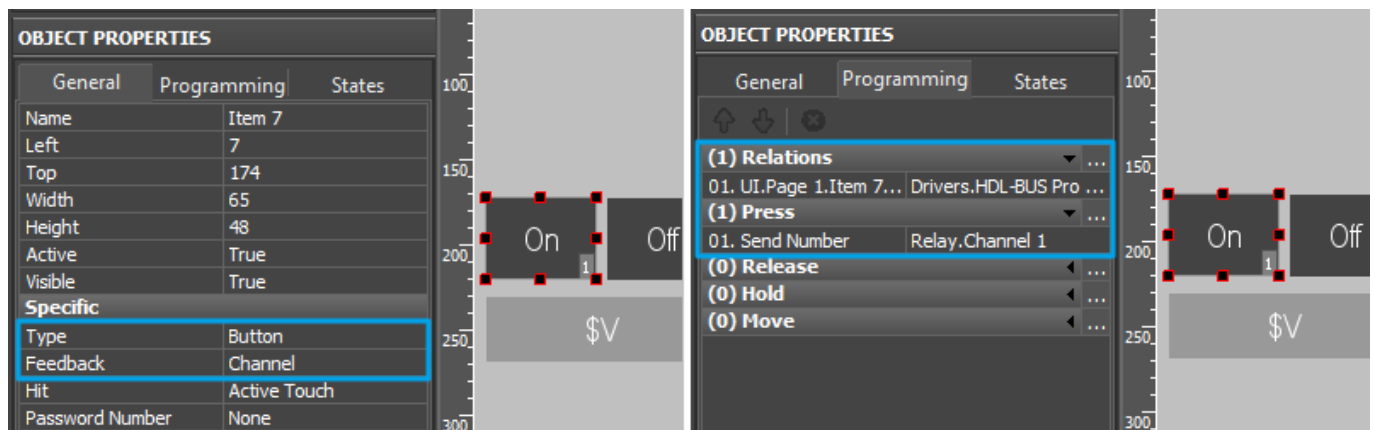 OBJECT PROPERTIES
General Programming States
Name Item 7
Left 7
Top 174
Width 65
Height 48
Active True
Visible True
Specific
Type Button
Feedback Channel
Hit Active Touch
Password Number None
100
150
200
250
300
On
1
Off
$V
OBJECT PROPERTIES
General Programming States
(1) Relations ...
01. UI.Page 1.Item 7... Drivers.HDL-BUS Pro ...
(1) Press ...
01. Send Number Relay.Channel 1
(0) Release ...
(0) Hold ...
(0) Move ...
100
150
200
250
300
On
1
Off
$V